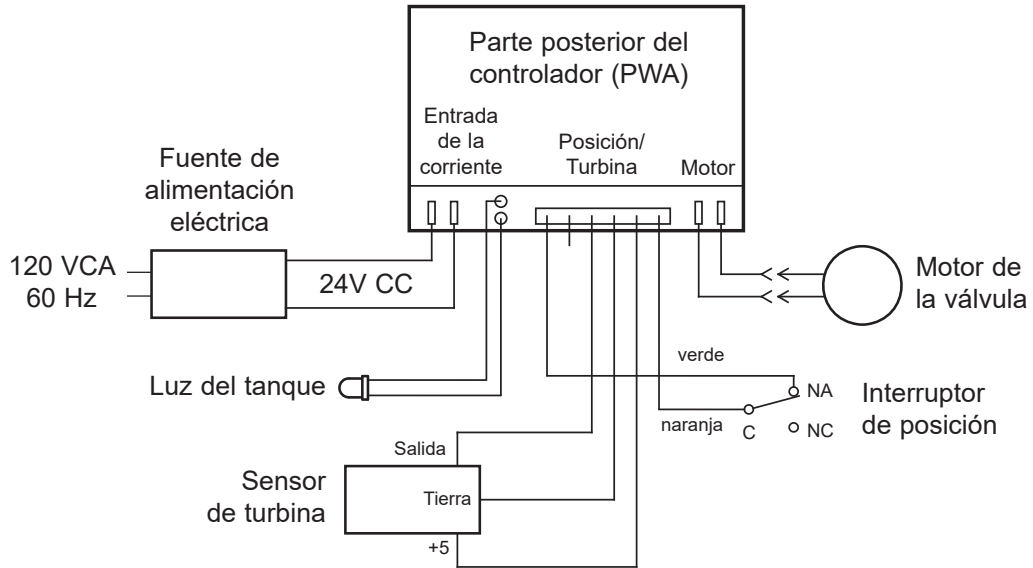 Parte posterior del
controlador (PWA)
Entrada
de la
corriente
Posición/
Turbina
Motor
Fuente de
alimentación
eléctrica
120 VCA
60 Hz
24V CC
Motor de
la válvula
Luz del tanque
verde
NA
naranja
C
NC
Interruptor
de posición
Salida
Sensor
de turbina
Tierra
+5